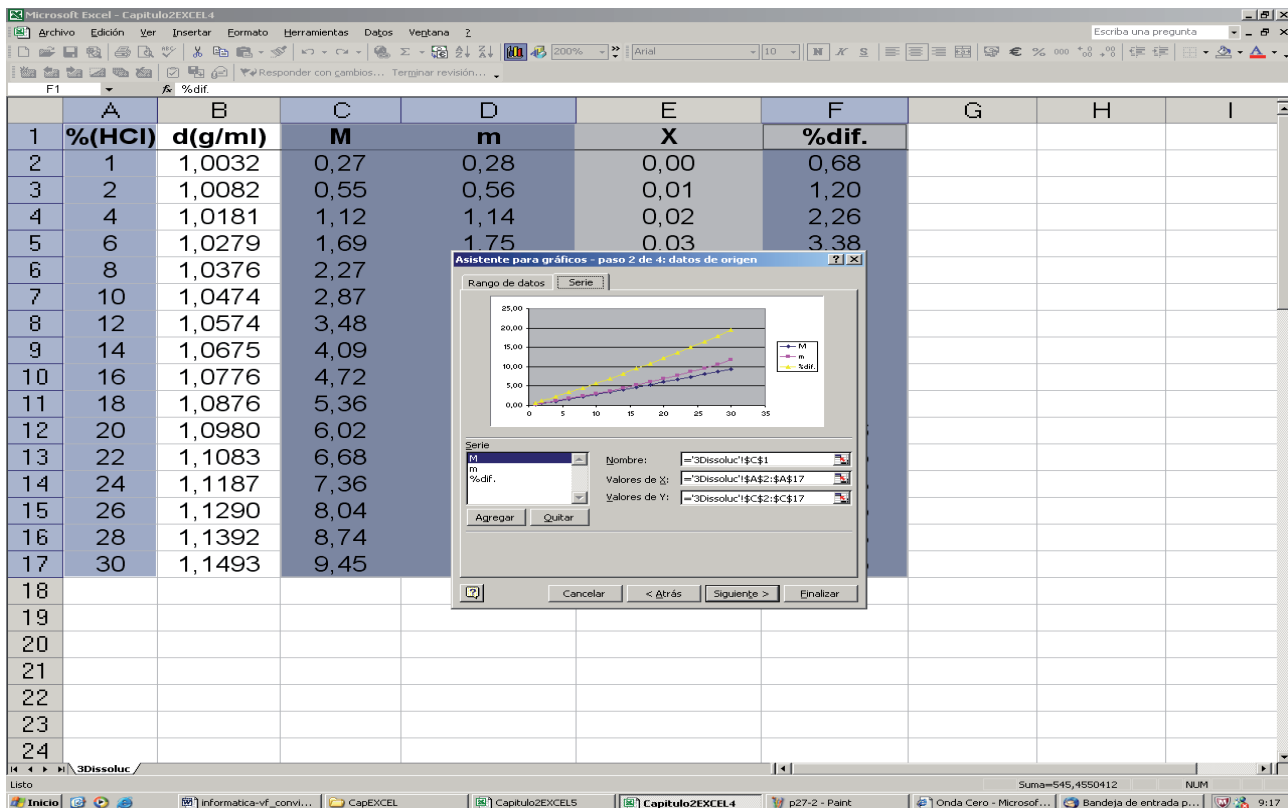 Microsoft Excel - Capitulo2EXCEL4
Archivo Edición Ver Insertar Formato Herramientas Datos Ventana ?
Escriba una pregunta
200% Arial 10 N K S € % 000
Responder con cambios... Terminar revisión...
F1 fx %dif.
A B C D E F G H I
1 %(HCl) d(g/ml) M m X %dif.
2 1 1,0032 0,27 0,28 0,00 0,68
3 2 1,0082 0,55 0,56 0,01 1,20
4 4 1,0181 1,12 1,14 0,02 2,26
5 6 1,0279 1,69 1,75 0,03 3,38
6 8 1,0376 2,27
7 10 1,0474 2,87
8 12 1,0574 3,48
9 14 1,0675 4,09
10 16 1,0776 4,72
11 18 1,0876 5,36
12 20 1,0980 6,02
13 22 1,1083 6,68
14 24 1,1187 7,36
15 26 1,1290 8,04
16 28 1,1392 8,74
17 30 1,1493 9,45
18
19
20
21
22
23
24
Asistente para gráficos - paso 2 de 4: datos de origen
Rango de datos Serie
25,00
20,00
15,00
10,00
5,00
0,00
0 5 10 15 20 25 30 35
M
m
%dif.
Serie
M
m
%dif.
Nombre: ='3Dissoluc'!$C$1
Valores de X: ='3Dissoluc'!$A$2:$A$17
Valores de Y: ='3Dissoluc'!$C$2:$C$17
Agregar Quitar
Cancelar < Atrás Siguiente > Finalizar
3Dissoluc
Listo Suma=545,4550412 NUM
Inicio informatica-vf_convi... CapEXCEL Capitulo2EXCEL5 Capitulo2EXCEL4 p27-2 - Paint Onda Cero - Microsof... Bandeja de entrada p... 9:17